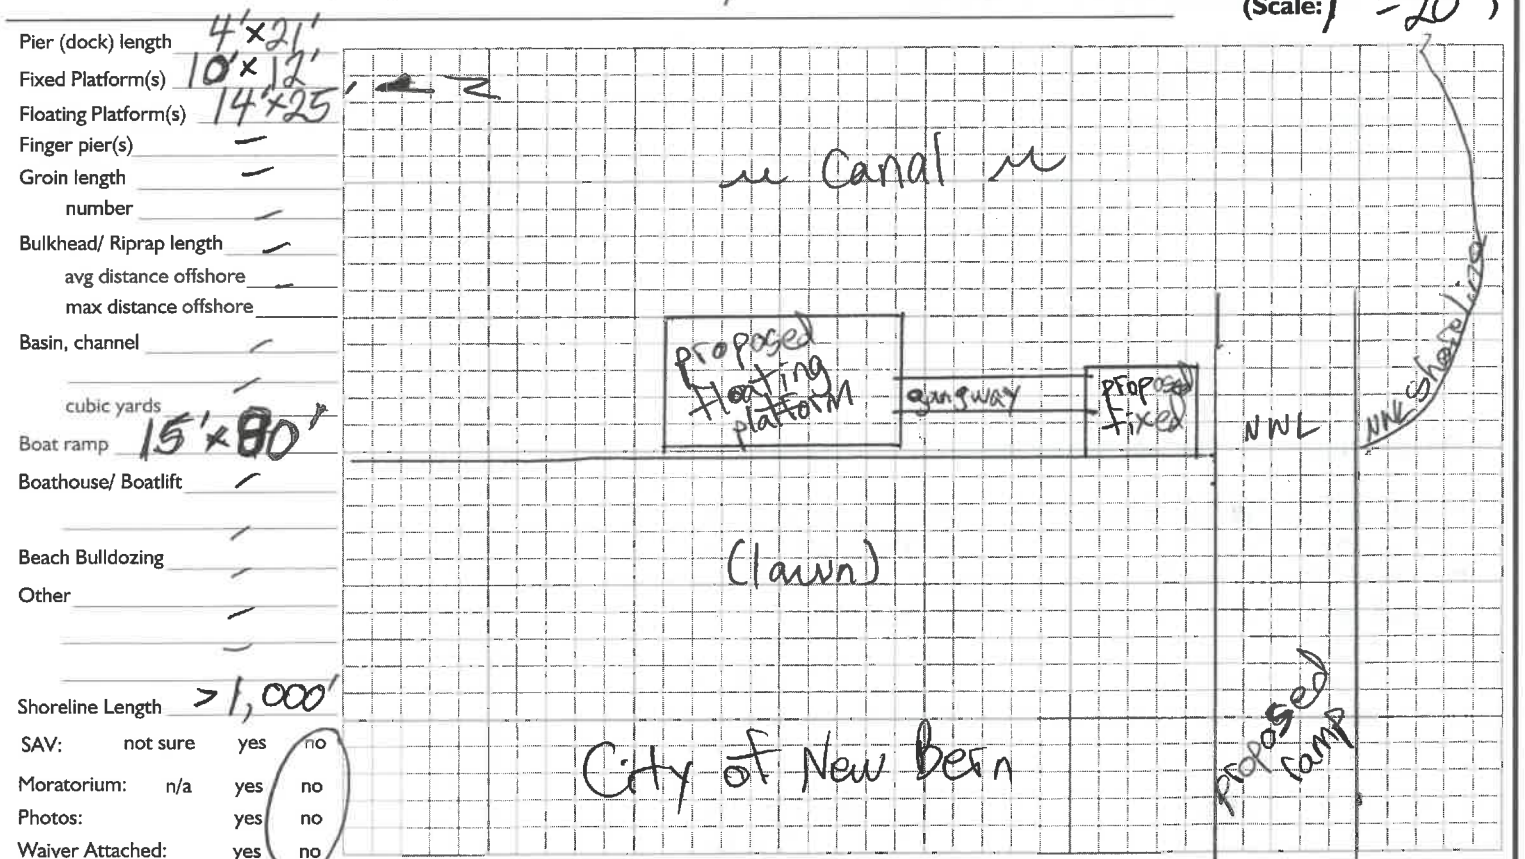 (Scale: 1" = 20')
Pier (dock) length 4'x21'
Fixed Platform(s) 10'x12'
Floating Platform(s) 14'x25'
N
Finger pier(s) –
Groin length –
number –
Bulkhead/ Riprap length –
avg distance offshore –
max distance offshore
Basin, channel –
–
cubic yards
Boat ramp 15'x80'
Boathouse/ Boatlift –
–
Beach Bulldozing –
Other –
–
Shoreline Length >1,000'
SAV: not sure yes no
Moratorium: n/a yes no
Photos: yes no
Waiver Attached: yes no
Canal
proposed
floating
platform
gangway
proposed
fixed
NWL
NWL shoreline
(lawn)
City of New Bern
proposed
ramp